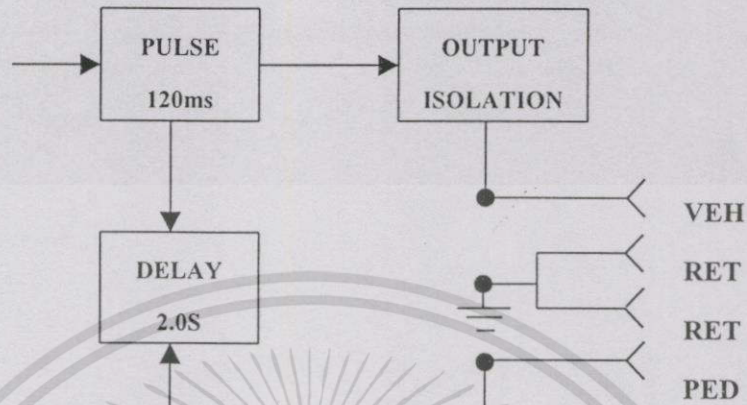 PULSE
120ms
OUTPUT
ISOLATION
VEH
DELAY
2.0S
RET
RET
PED